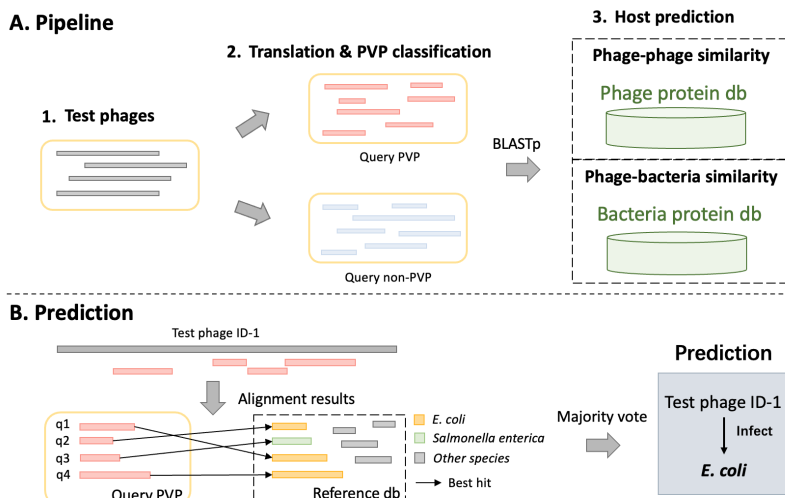 A. Pipeline
1. Test phages
2. Translation & PVP classification
Query PVP
Query non-PVP
BLASTp
3. Host prediction
Phage-phage similarity
Phage protein db
Phage-bacteria similarity
Bacteria protein db
B. Prediction
Test phage ID-1
Alignment results
q1
q2
q3
q4
Query PVP
Reference db
E. coli
Salmonella enterica
Other species
Best hit
Majority vote
Prediction
Test phage ID-1
Infect
E. coli